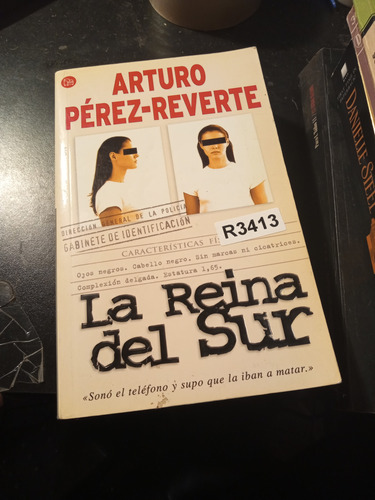 ARTURO
PÉREZ-REVERTE
DIRECCIÓN GENERAL DE LA POLICÍA
GABINETE DE IDENTIFICACIÓN
R3413
CARACTERÍSTICAS
Ojos negros. Cabello negro. Sin marcas ni cicatrices.
Complexión delgada. Estatura 1,65.
La Reina
del Sur
«Sonó el teléfono y supo que la iban a matar.»
DANIELLE STEEL